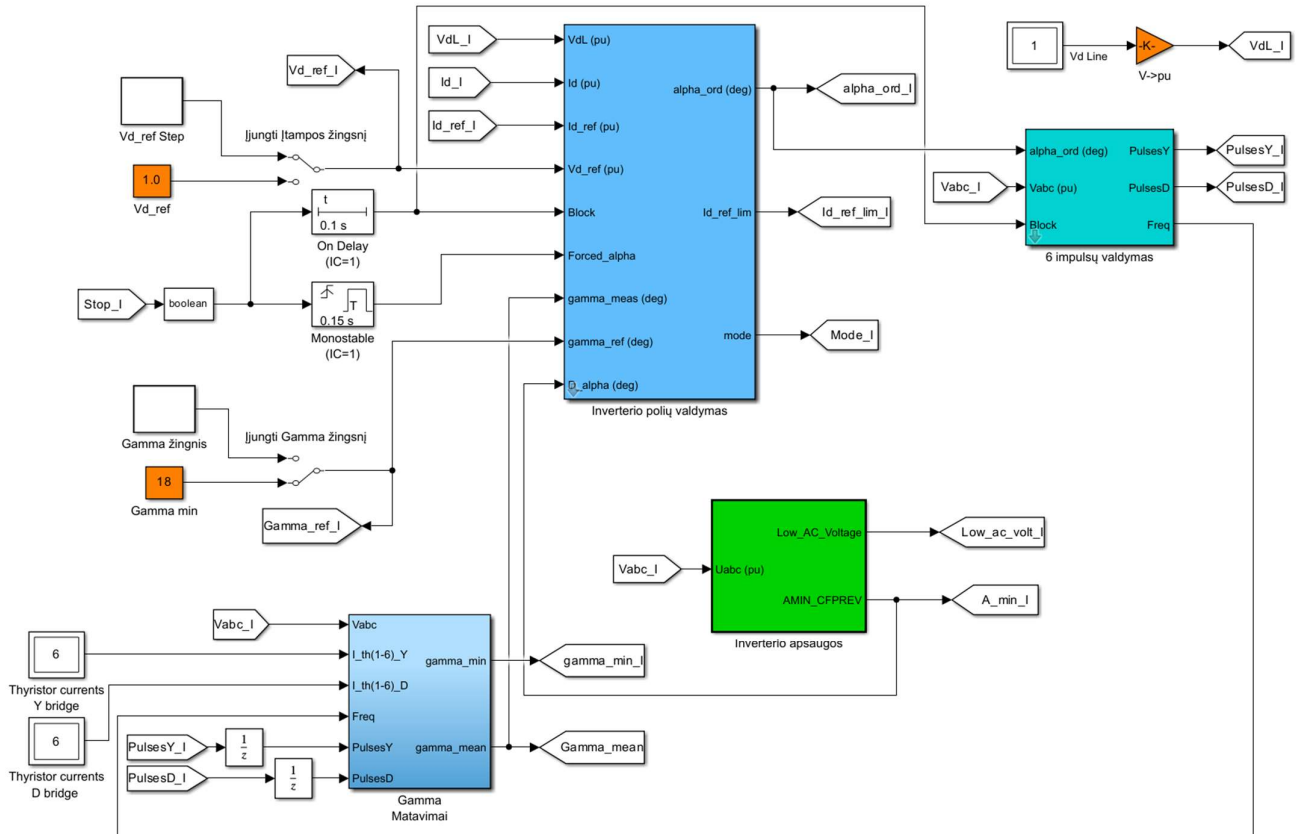 VdL_I
Id_I
Id_ref_I
Vd_ref_I
Vd_ref Step
Įjungti Įtampos žingsnį
1.0
Vd_ref
t
0.1 s
On Delay
(IC=1)
Stop_I
boolean
T
0.15 s
Monostable
(IC=1)
Gamma žingnis
Įjungti Gamma žingsnį
18
Gamma min
Gamma_ref_I
VdL (pu)
Id (pu)
Id_ref (pu)
Vd_ref (pu)
Block
Forced_alpha
gamma_meas (deg)
gamma_ref (deg)
D_alpha (deg)
alpha_ord (deg)
Id_ref_lim
mode
Inverterio polių valdymas
alpha_ord_I
Id_ref_lim_I
Mode_I
1
Vd Line
-K-
V->pu
VdL_I
Vabc_I
alpha_ord (deg)
Vabc (pu)
Block
PulsesY
PulsesD
Freq
6 impulsų valdymas
PulsesY_I
PulsesD_I
Vabc_I
Uabc (pu)
Low_AC_Voltage
AMIN_CFPREV
Inverterio apsaugos
Low_ac_volt_I
A_min_I
Vabc_I
6
Thyristor currents
Y bridge
6
Thyristor currents
D bridge
PulsesY_I
1
z
PulsesD_I
1
z
Vabc
I_th(1-6)_Y
I_th(1-6)_D
Freq
PulsesY
PulsesD
gamma_min
gamma_mean
Gamma
Matavimai
gamma_min_I
Gamma_mean